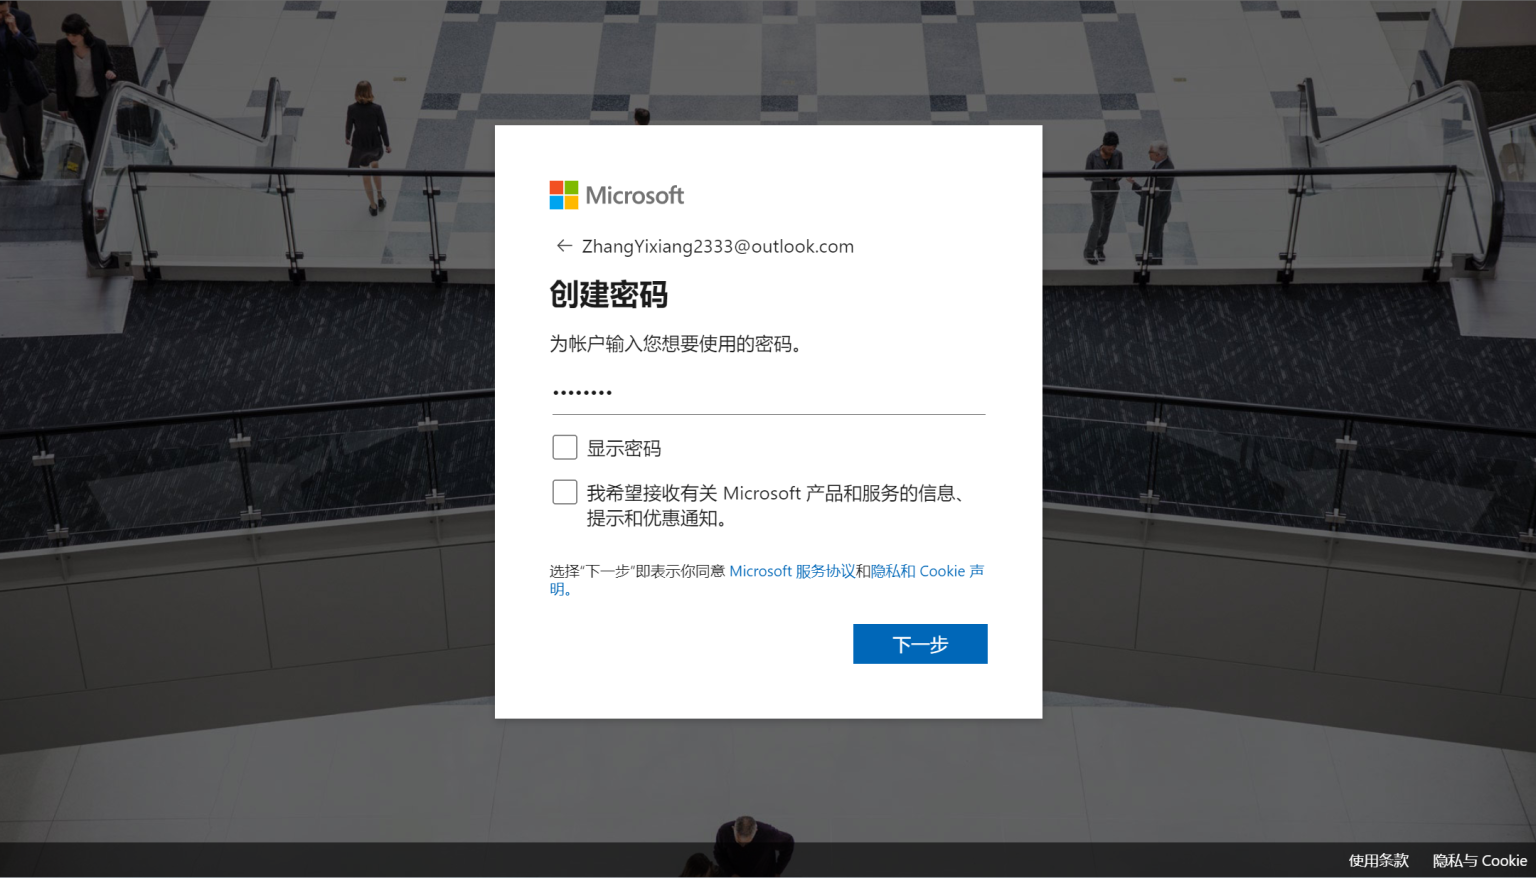 Microsoft
ZhangYixiang2333@outlook.com
创建密码
为帐户输入您想要使用的密码。
••••••••
显示密码
我希望接收有关 Microsoft 产品和服务的信息、
提示和优惠通知。
选择“下一步”即表示你同意 Microsoft 服务协议和隐私和 Cookie 声
明。
下一步
使用条款 隐私与 Cookie